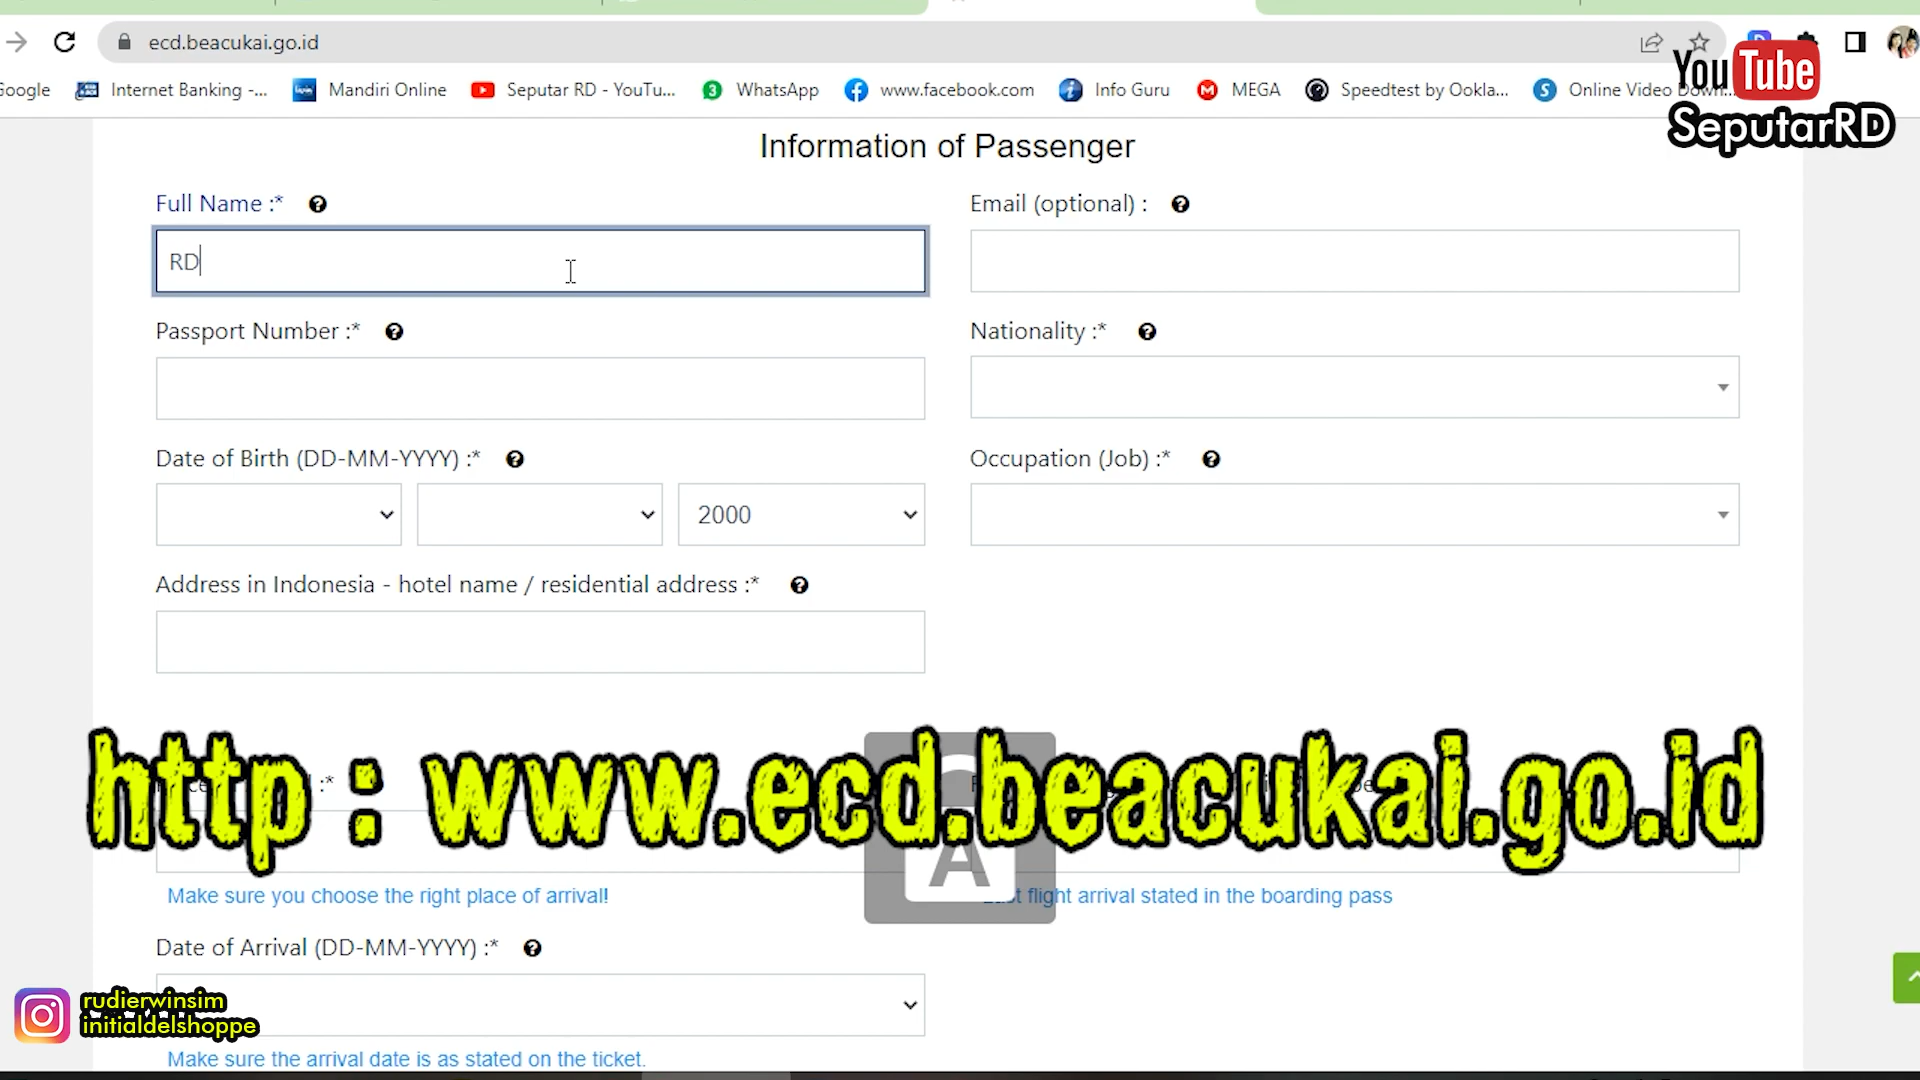 ecd.beacukai.go.id
Google Internet Banking -... Mandiri Online Seputar RD - YouTu... 3 WhatsApp www.facebook.com Info Guru MEGA Speedtest by Ookla... Online Video Down...
YouTube
SeputarRD
Information of Passenger
Full Name :* Email (optional) :
RD
Passport Number :* Nationality :*
Date of Birth (DD-MM-YYYY) :* Occupation (Job) :*
2000
Address in Indonesia - hotel name / residential address :*
http : www.ecd.beacukai.go.id
A
Make sure you choose the right place of arrival! flight arrival stated in the boarding pass
Date of Arrival (DD-MM-YYYY) :*
rudierwinsim
initialdelshoppe
Make sure the arrival date is as stated on the ticket.